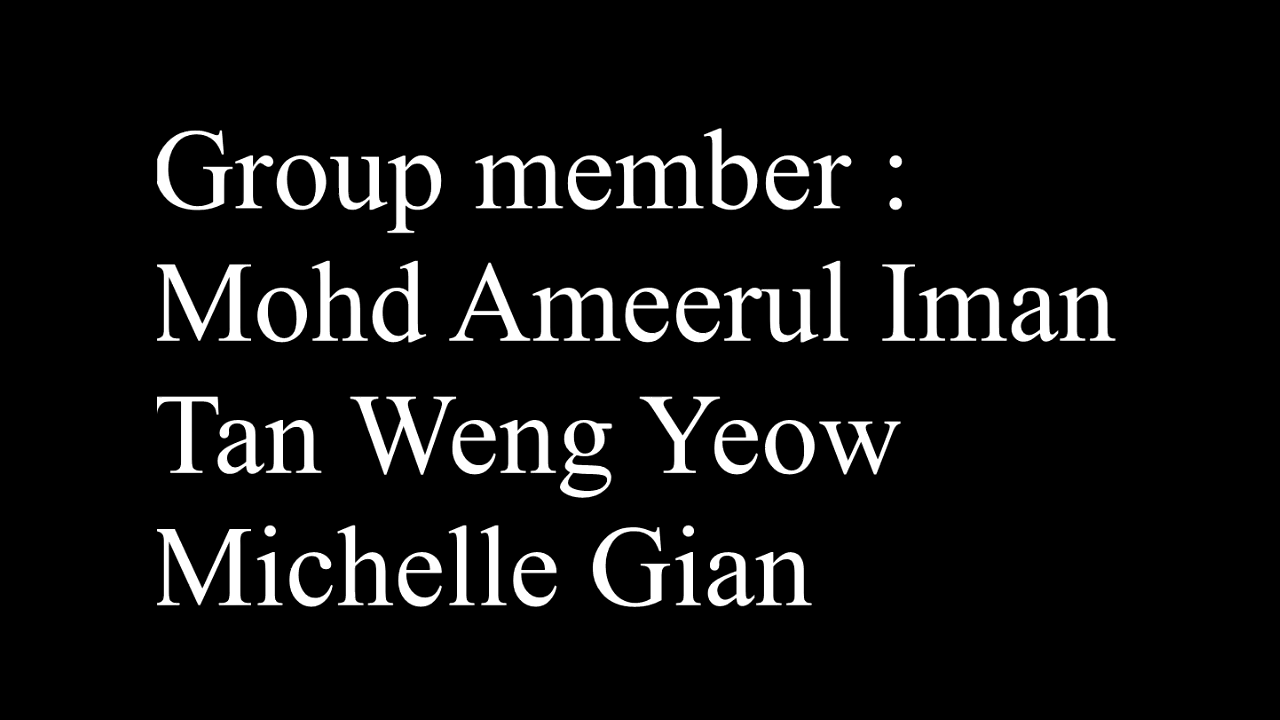 Group member :
Mohd Ameerul Iman
Tan Weng Yeow
Michelle Gian